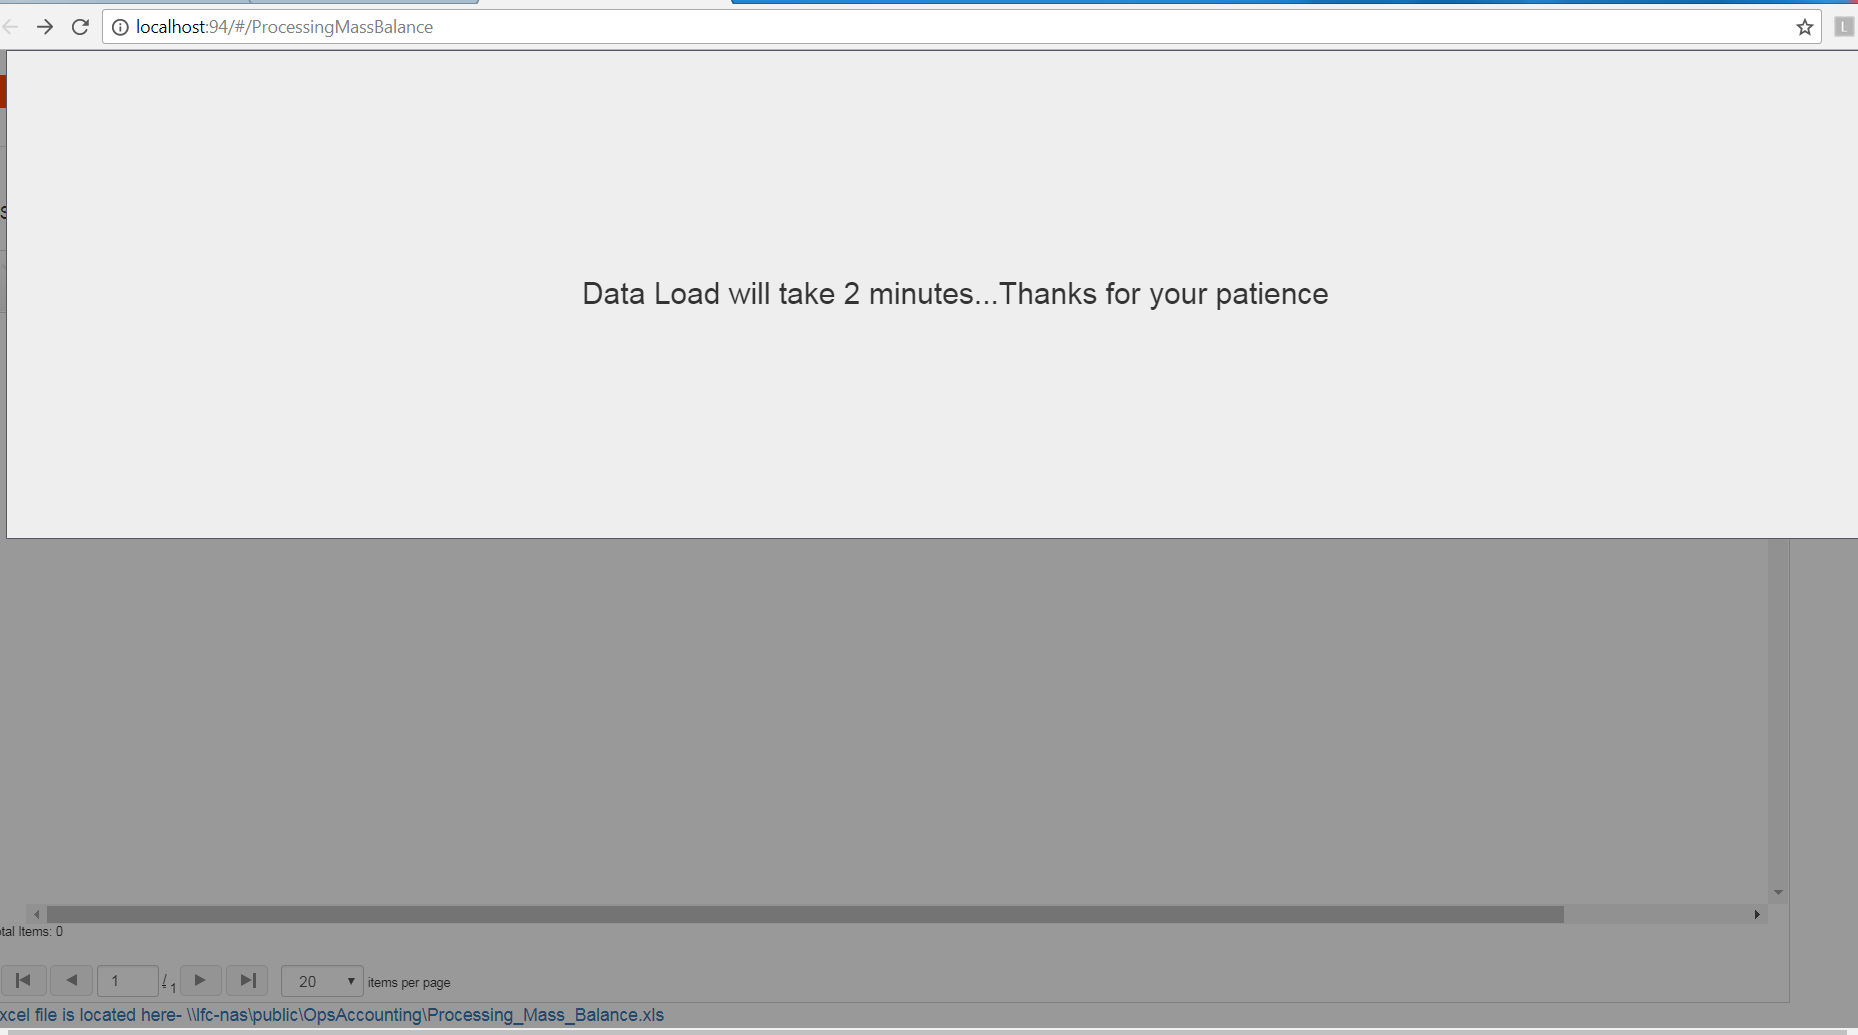 localhost:94/#/ProcessingMassBalance
L
S
Data Load will take 2 minutes...Thanks for your patience
tal Items: 0
1 / 1 20 items per page
xcel file is located here- \\lfc-nas\public\OpsAccounting\Processing_Mass_Balance.xls